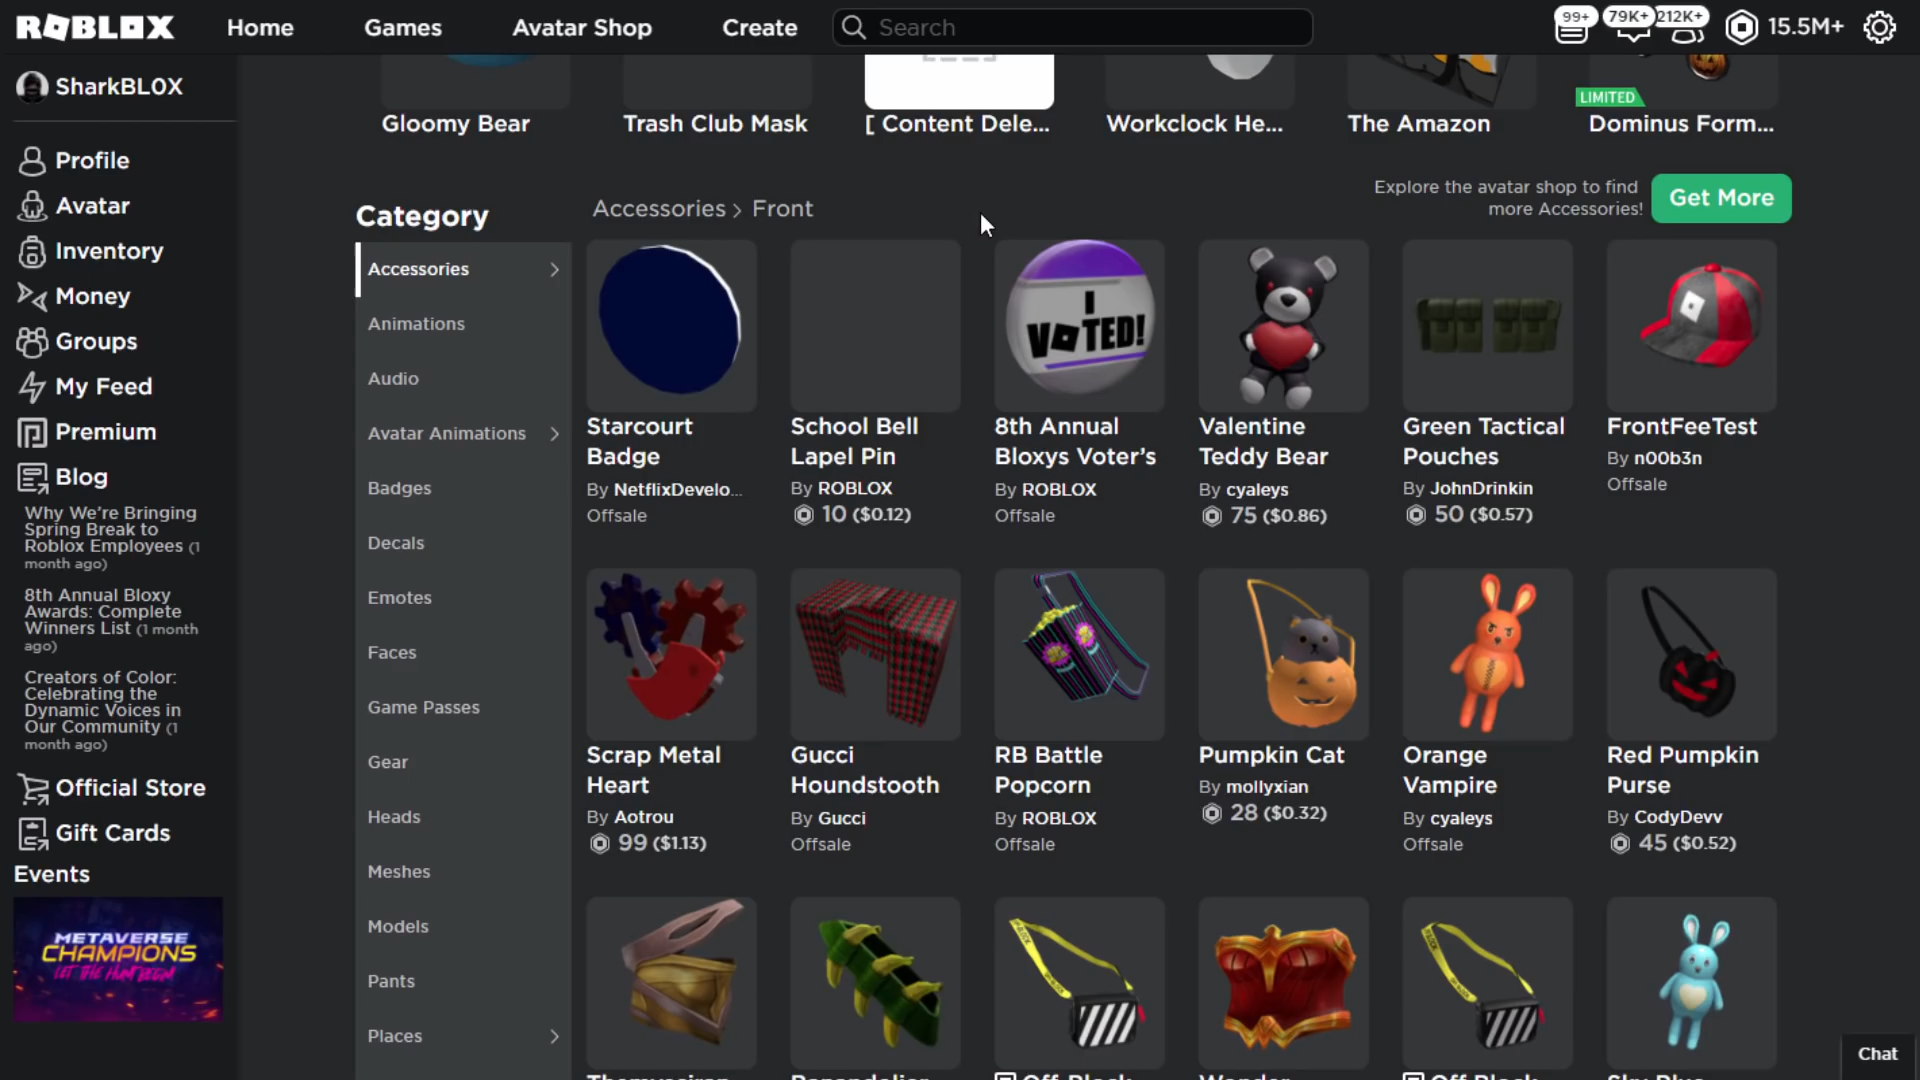 ROBLOX
Home
Games
Avatar Shop
Create
Search
99+
79K+
212K+
15.5M+
SharkBL0X
Profile
Avatar
Inventory
Money
Groups
My Feed
Premium
Blog
Why We're Bringing
Spring Break to
Roblox Employees (1
month ago)
8th Annual Bloxy
Awards: Complete
Winners List (1 month
ago)
Creators of Color:
Celebrating the
Dynamic Voices in
Our Community (1
month ago)
Official Store
Gift Cards
Events
METAVERSE
CHAMPIONS
LET THE HUNT BEGIN
Gloomy Bear
Trash Club Mask
[ Content Dele...
Workclock He...
The Amazon
LIMITED
Dominus Form...
Category
Accessories
Animations
Audio
Avatar Animations
Badges
Decals
Emotes
Faces
Game Passes
Gear
Heads
Meshes
Models
Pants
Places
Accessories > Front
Explore the avatar shop to find
more Accessories!
Get More
Starcourt
Badge
By NetflixDevelo...
Offsale
School Bell
Lapel Pin
By ROBLOX
10 ($0.12)
I
VOTED!
8th Annual
Bloxys Voter's
By ROBLOX
Offsale
Valentine
Teddy Bear
By cyaleys
75 ($0.86)
Green Tactical
Pouches
By JohnDrinkin
50 ($0.57)
FrontFeeTest
By n00b3n
Offsale
Scrap Metal
Heart
By Aotrou
99 ($1.13)
Gucci
Houndstooth
By Gucci
Offsale
RB Battle
Popcorn
By ROBLOX
Offsale
Pumpkin Cat
By mollyxian
28 ($0.32)
Orange
Vampire
By cyaleys
Offsale
Red Pumpkin
Purse
By CodyDevv
45 ($0.52)
Chat